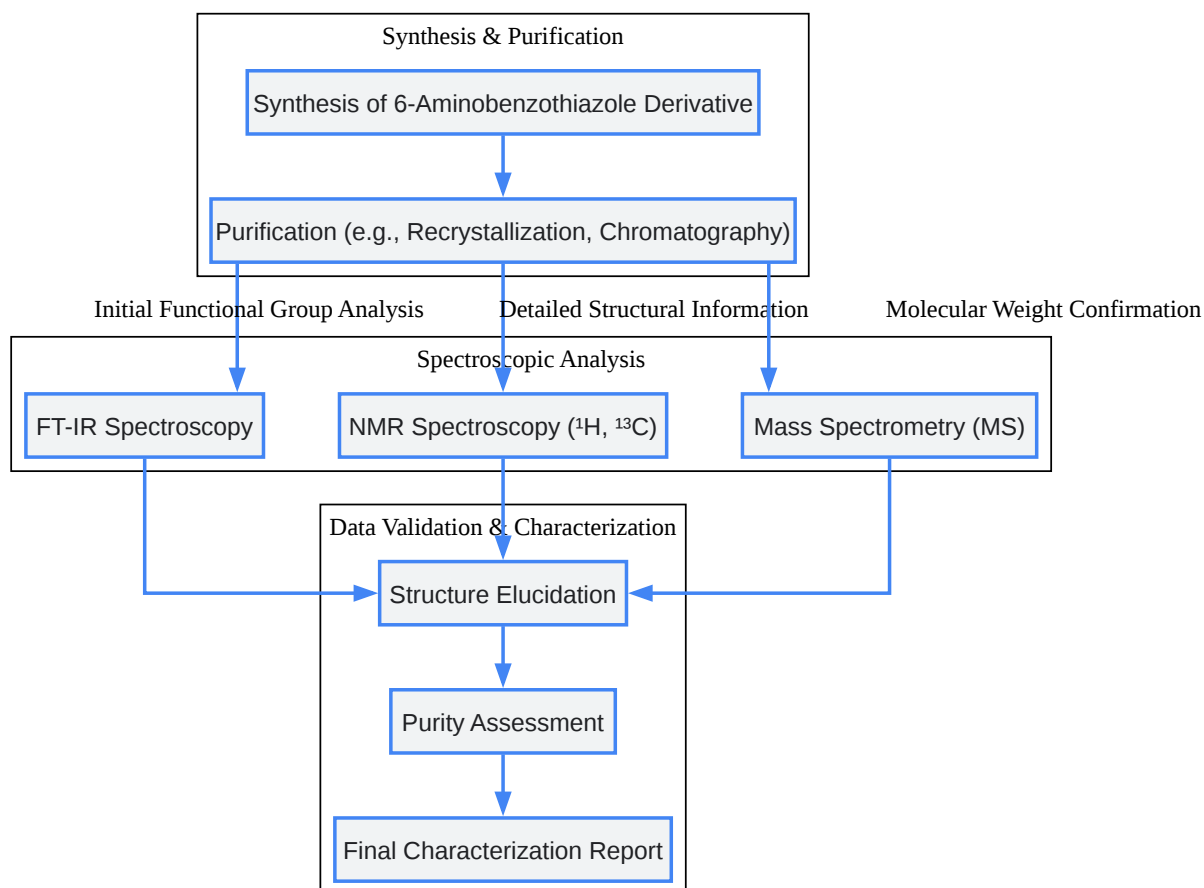 Synthesis & Purification
Synthesis of 6-Aminobenzothiazole Derivative
Purification (e.g., Recrystallization, Chromatography)
Initial Functional Group Analysis
Detailed Structural Information
Molecular Weight Confirmation
Spectroscopic Analysis
FT-IR Spectroscopy
NMR Spectroscopy (¹H, ¹³C)
Mass Spectrometry (MS)
Data Validation & Characterization
Structure Elucidation
Purity Assessment
Final Characterization Report